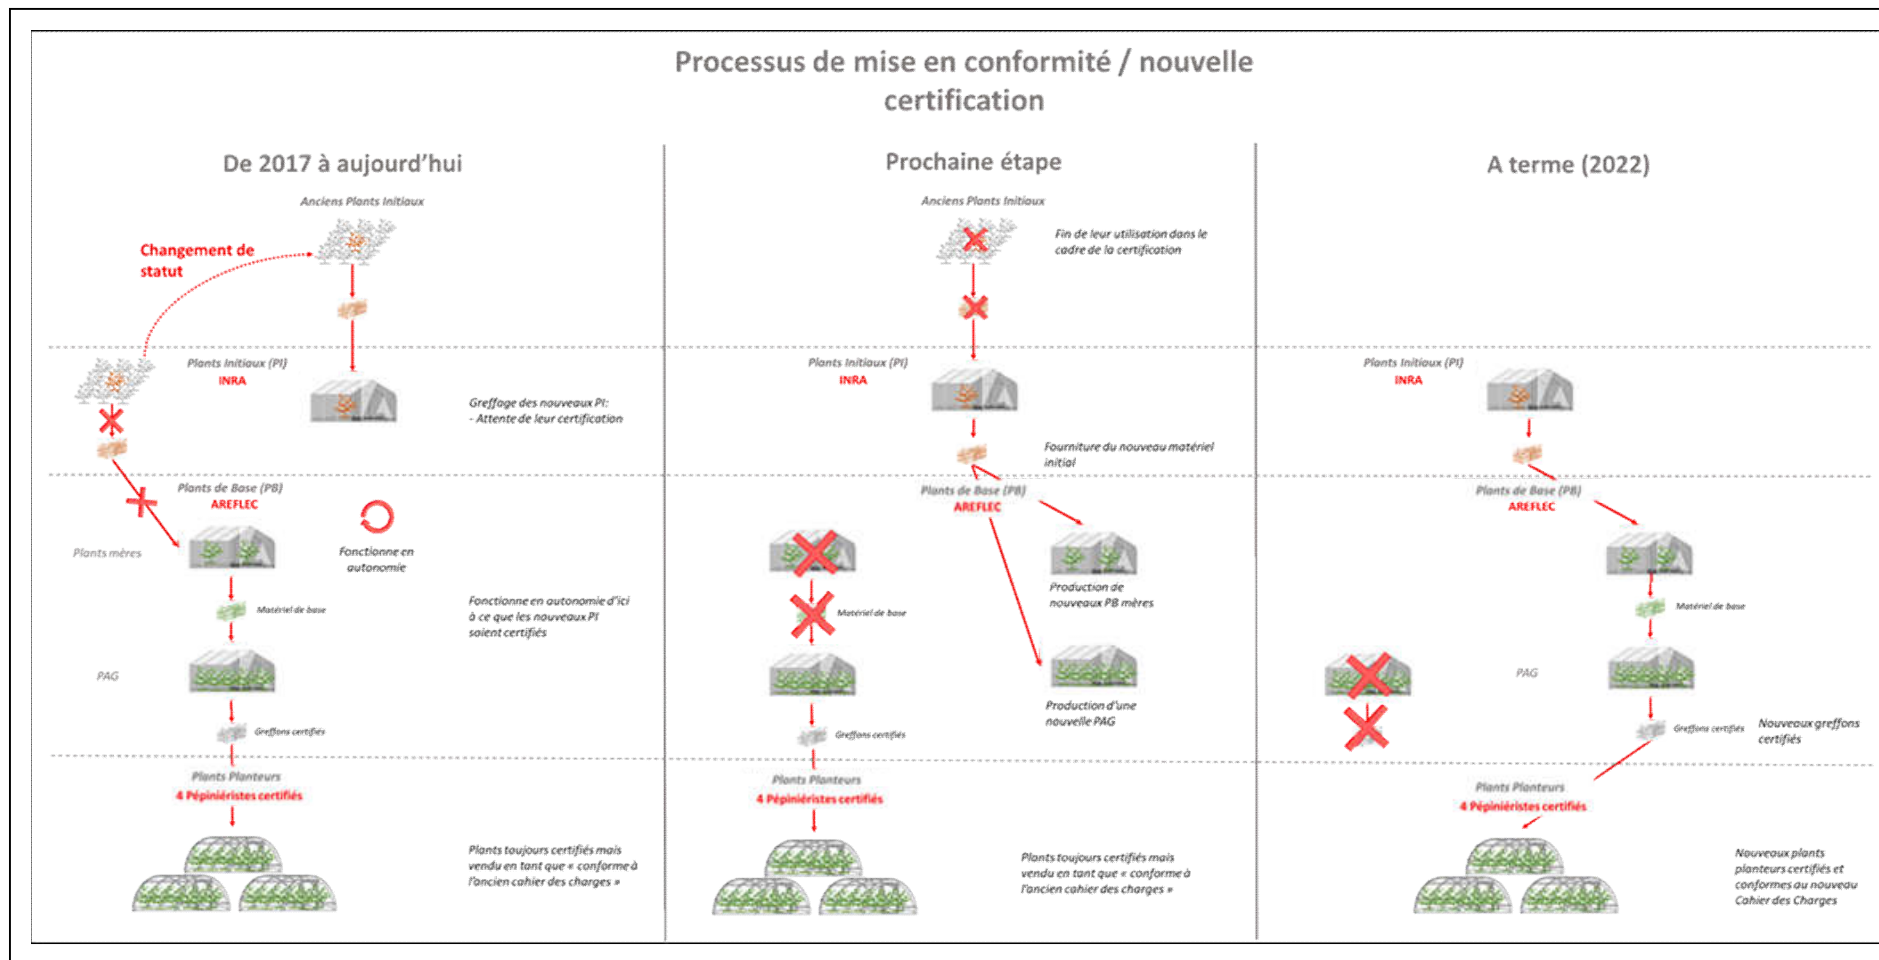 Processus de mise en conformité / nouvelle
certification
De 2017 à aujourd'hui
Anciens Plants Initiaux
Changement de
statut
Plants Initiaux (PI)
INRA
Greffage des nouveaux PI:
- Attente de leur certification
Plants de Base (PB)
AREFLEC
Plants mères
Fonctionne en
autonomie
Matériel de base
Fonctionne en autonomie d'ici
à ce que les nouveaux PI
soient certifiés
PAG
Greffons certifiés
Plants Planteurs
4 Pépiniéristes certifiés
Plants toujours certifiés mais
vendu en tant que « conforme à
l'ancien cahier des charges »
Prochaine étape
Anciens Plants Initiaux
Fin de leur utilisation dans le
cadre de la certification
Plants Initiaux (PI)
INRA
Fourniture du nouveau matériel
initial
Plants de Base (PB)
AREFLEC
Production de
nouveaux PB mères
Matériel de base
Production d'une
nouvelle PAG
Greffons certifiés
Plants Planteurs
4 Pépiniéristes certifiés
Plants toujours certifiés mais
vendu en tant que « conforme à
l'ancien cahier des charges »
A terme (2022)
Plants Initiaux (PI)
INRA
Plants de Base (PB)
AREFLEC
Matériel de base
PAG
Greffons certifiés
Nouveaux greffons
certifiés
Plants Planteurs
4 Pépiniéristes certifiés
Nouveaux plants
planteurs certifiés et
conformes au nouveau
Cahier des Charges